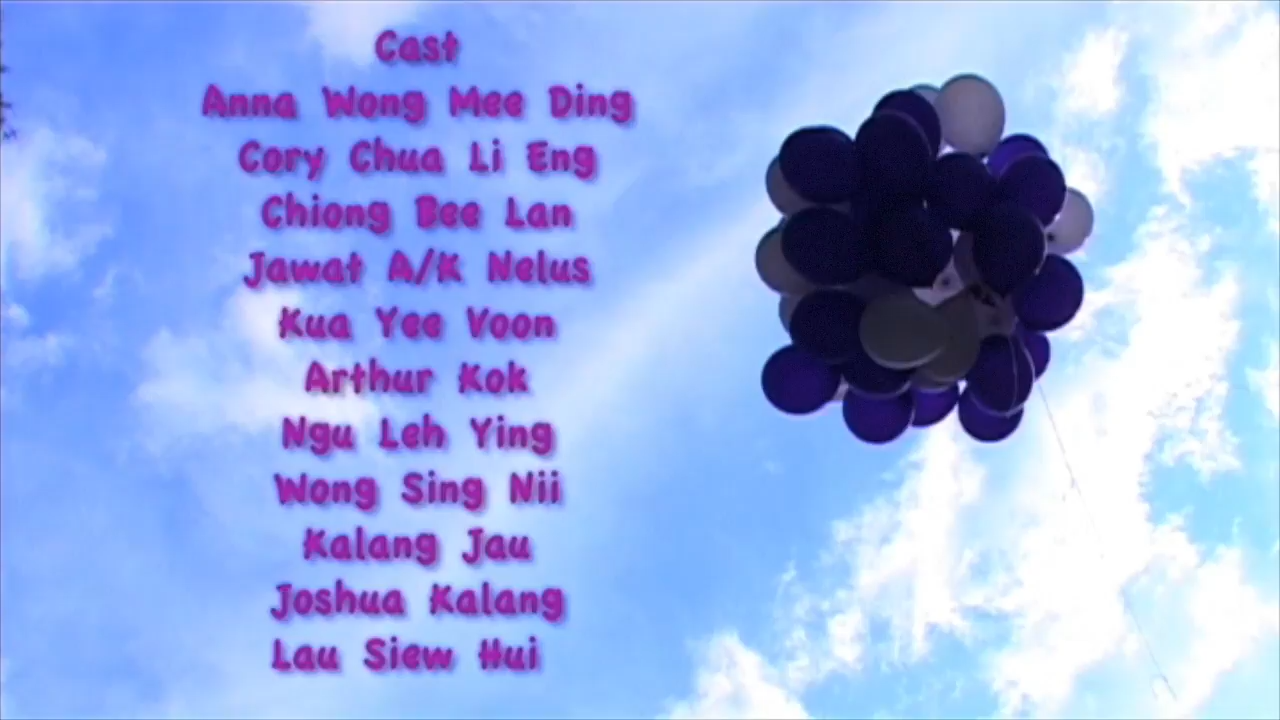 Cast
Anna Wong Mee Ding
Cory Chua Li Eng
Chiong Bee Lan
Jawat A/K Nelus
Kua Yee Voon
Arthur Kok
Ngu Leh Ying
Wong Sing Nii
Kalang Jau
Joshua Kalang
Lau Siew Hui